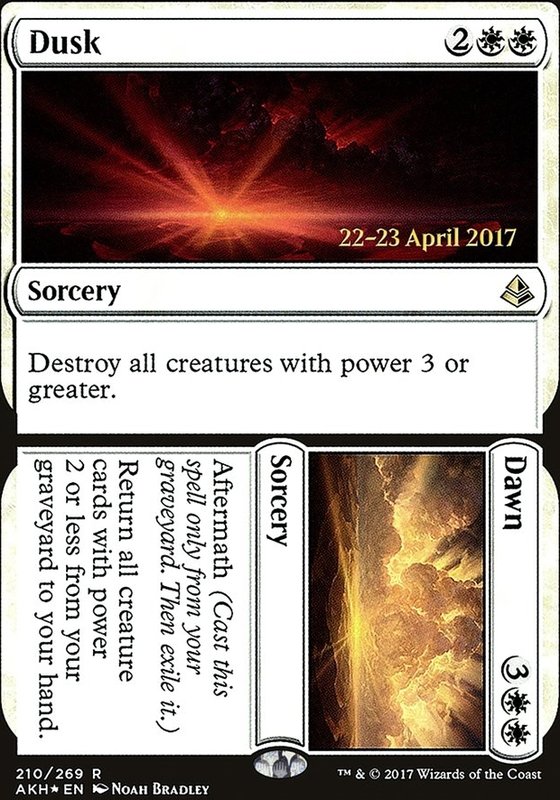 Dusk
2
22–23 April 2017
Sorcery
Destroy all creatures with power 3 or
greater.
Dawn
3
Sorcery
Aftermath (Cast this
spell only from your
graveyard. Then exile it.)
Return all creature
cards with power
2 or less from your
graveyard to your hand.
210/269 R
AKH★EN Noah Bradley
™ & © 2017 Wizards of the Coast